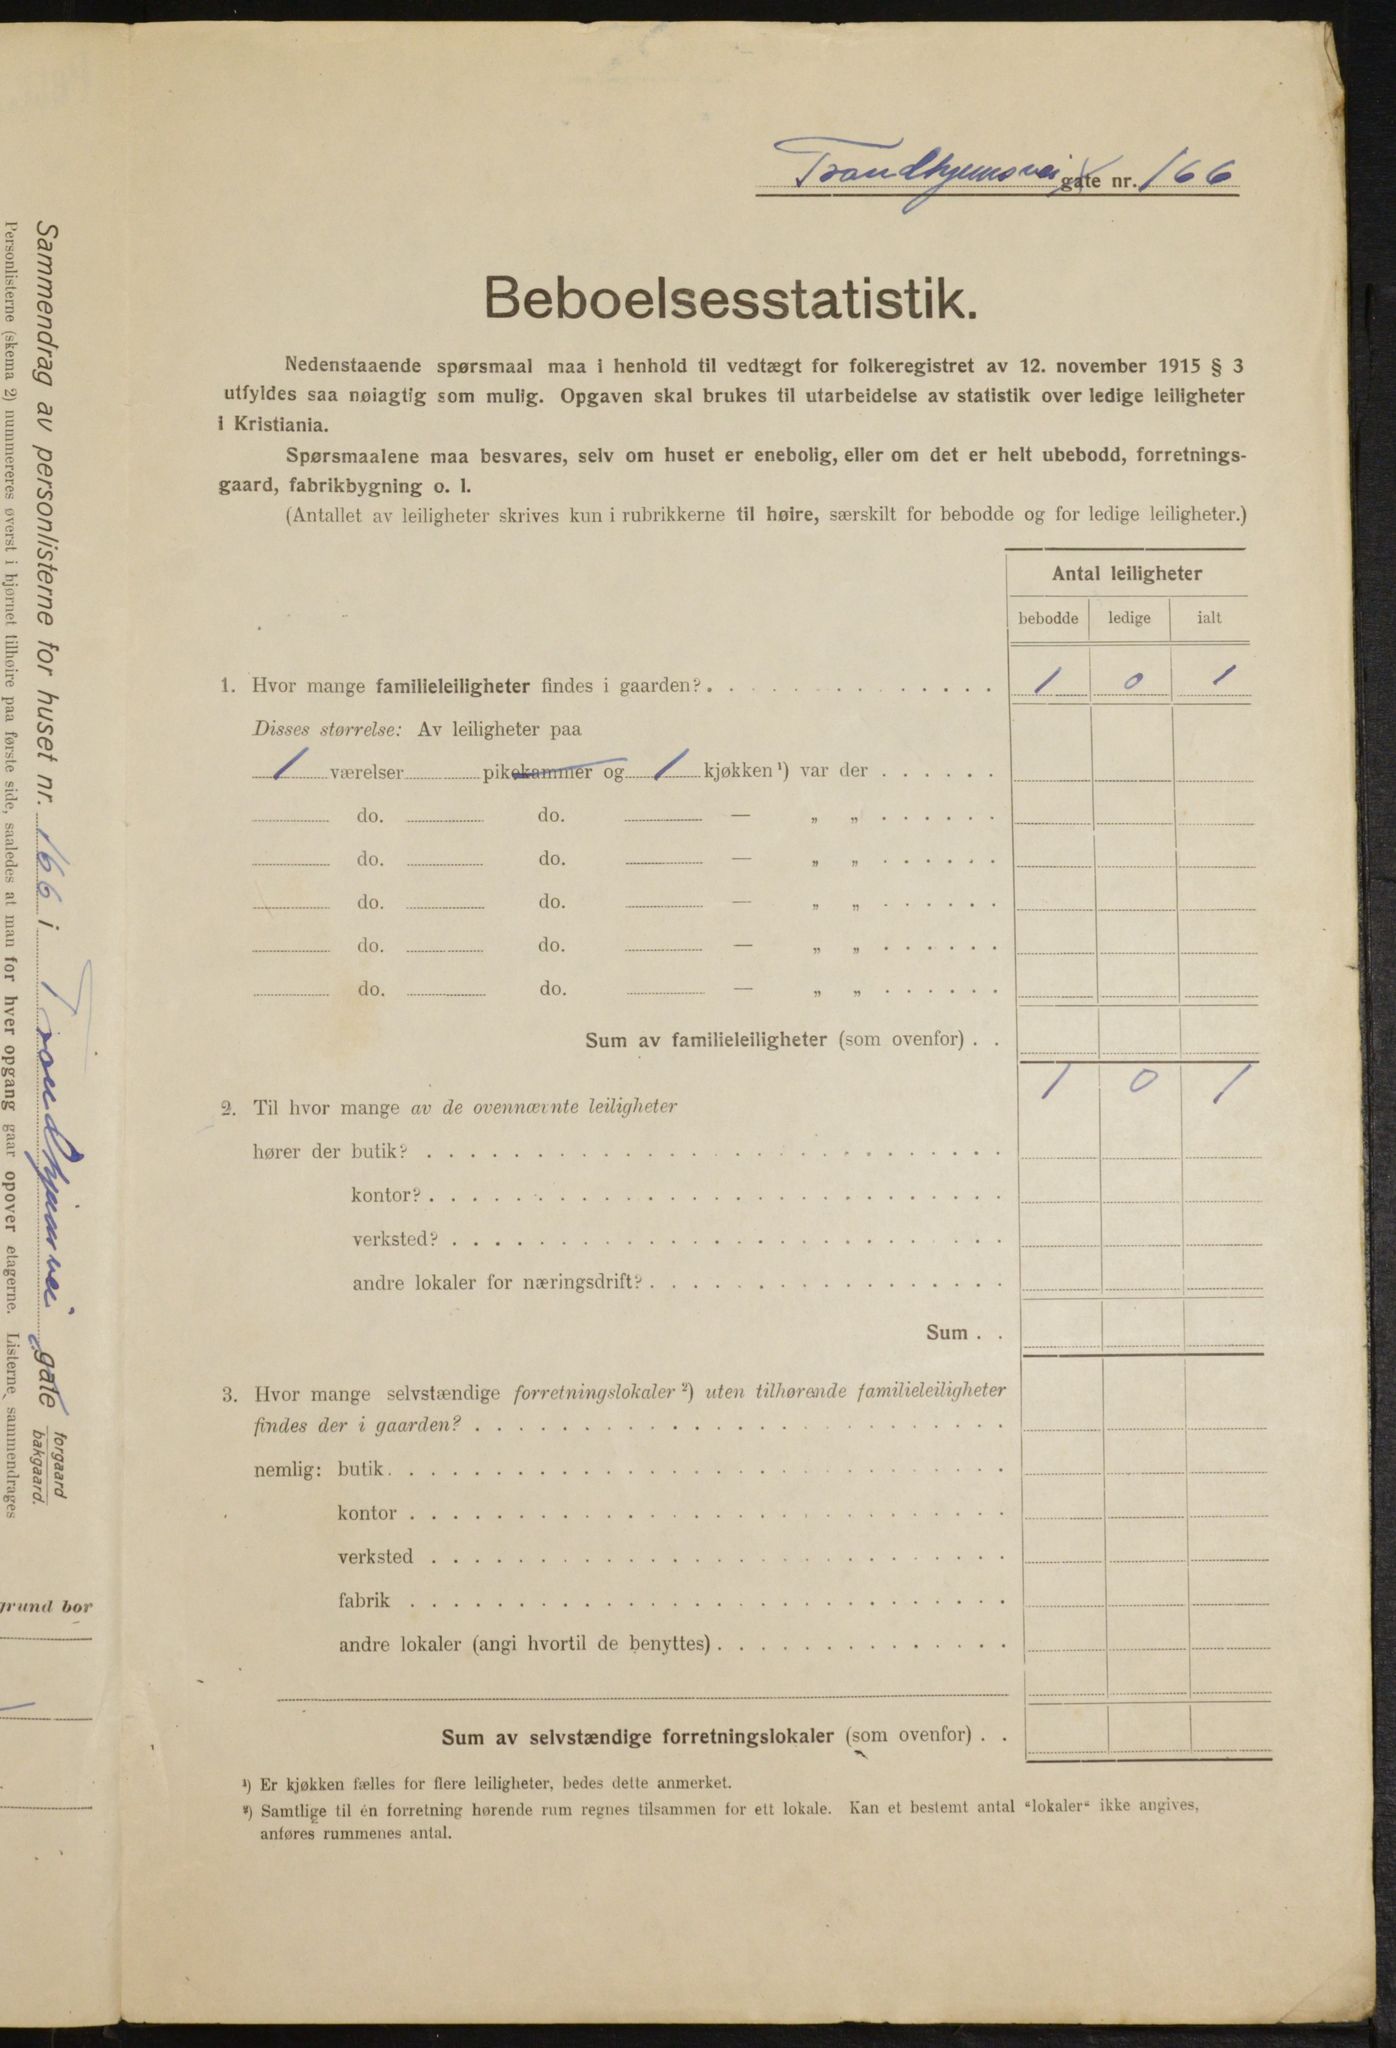 Trondhjemsvei gate nr. 166
Beboelsesstatistik.
Nedenstaaende spørsmaal maa i henhold til vedtægt for folkeregistret av 12. november 1915 § 3
utfyldes saa nøiagtig som mulig. Opgaven skal brukes til utarbeidelse av statistik over ledige leiligheter
i Kristiania.
Spørsmaalene maa besvares, selv om huset er enebolig, eller om det er helt ubebodd, forretnings-
gaard, fabrikbygning o. l.
(Antallet av leiligheter skrives kun i rubrikkerne til høire, særskilt for bebodde og for ledige leiligheter.)
Antal leiligheter
bebodde ledige ialt
1. Hvor mange familieleiligheter findes i gaarden? . . . . . . . . . . . . . . 1 0 1
Disses størrelse: Av leiligheter paa
1 værelser pikekammer og 1 kjøkken ¹) var der . . . . . .
do. do. — „ „ . . . . . .
do. do. — „ „ . . . . . .
do. do. — „ „ . . . . . .
do. do. — „ „ . . . . . .
do. do. — „ „ . . . . . .
Sum av familieleiligheter (som ovenfor) . .
1 0 1
2. Til hvor mange av de ovennævnte leiligheter
hører der butik? . . . . . . . . . . . . . . . . . . . . .
kontor? . . . . . . . . . . . . . . . . . . . . .
verksted? . . . . . . . . . . . . . . . . . . . .
andre lokaler for næringsdrift? . . . . . . . . . . . . .
Sum . .
3. Hvor mange selvstændige forretningslokaler ²) uten tilhørende familieleiligheter
findes der i gaarden? . . . . . . . . . . . . . . . . . . .
nemlig: butik . . . . . . . . . . . . . . . . . . . . . .
kontor . . . . . . . . . . . . . . . . . . . . . .
verksted . . . . . . . . . . . . . . . . . . . . .
fabrik . . . . . . . . . . . . . . . . . . . . . .
andre lokaler (angi hvortil de benyttes) . . . . . . . . . . .
Sum av selvstændige forretningslokaler (som ovenfor) . .
¹) Er kjøkken fælles for flere leiligheter, bedes dette anmerket.
²) Samtlige til én forretning hørende rum regnes tilsammen for ett lokale. Kan et bestemt antal “lokaler“ ikke angives,
anføres rummenes antal.
Sammendrag av personlisterne for huset nr. 166 i Trondhjemsvei gate forgaard
bakgaard.
Personlisterne (skema 2) nummereres øverst i hjørnet tilhøire paa første side, saaledes at man for hver opgang gaar opover etagerne. Listerne sammendrages
grund bor